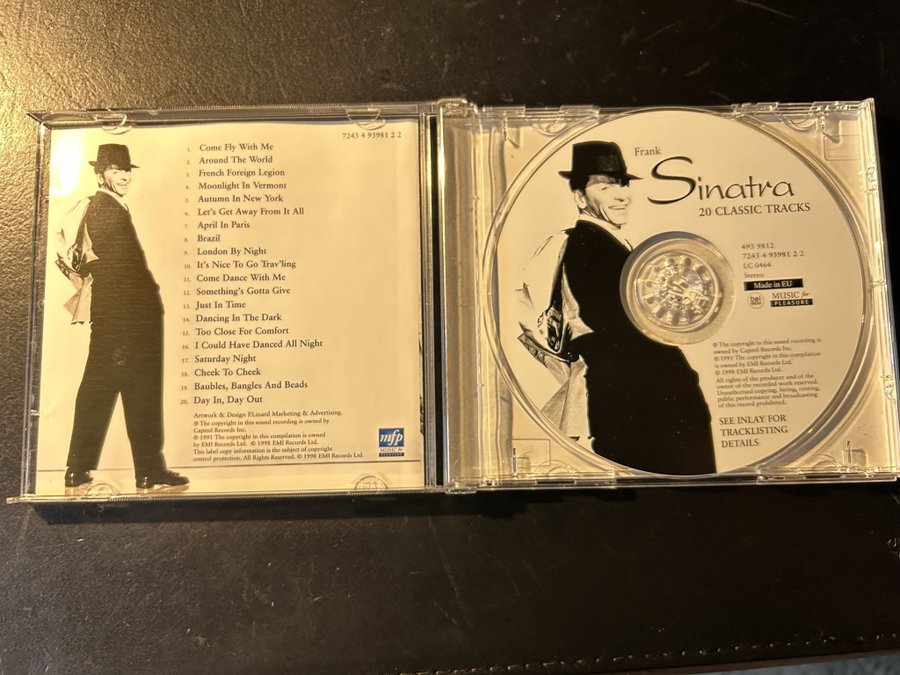 7243 4 93981 2 2
1. Come Fly With Me
2. Around The World
3. French Foreign Legion
4. Moonlight In Vermont
5. Autumn In New York
6. Let's Get Away From It All
7. April In Paris
8. Brazil
9. London By Night
10. It's Nice To Go Trav'ling
11. Come Dance With Me
12. Something's Gotta Give
13. Just In Time
14. Dancing In The Dark
15. Too Close For Comfort
16. I Could Have Danced All Night
17. Saturday Night
18. Cheek To Cheek
19. Baubles, Bangles And Beads
20. Day In, Day Out
Artwork & Design P.Linard Marketing & Advertising.
℗ The copyright in this sound recording is owned by
Capitol Records Inc.
© 1991 The copyright in this compilation is owned
by EMI Records Ltd. © 1998 EMI Records Ltd.
This label copy information is the subject of copyright
control protection. All Rights Reserved. © 1998 EMI Records Ltd.
mfp
MUSIC for
PLEASURE
Frank
Sinatra
20 CLASSIC TRACKS
493 9812
7243 4 93981 2 2
LC 0464
Stereo
Made in EU
MUSIC for
PLEASURE
℗ The copyright in this sound recording is
owned by Capitol Records Inc.
℗ 1991 The copyright in this compilation
is owned by EMI Records Ltd.
© 1998 EMI Records Ltd.
All rights of the producer and of the
owner of the recorded work reserved.
Unauthorised copying, hiring, renting,
public performance and broadcasting
of this record prohibited.
SEE INLAY FOR
TRACKLISTING
DETAILS